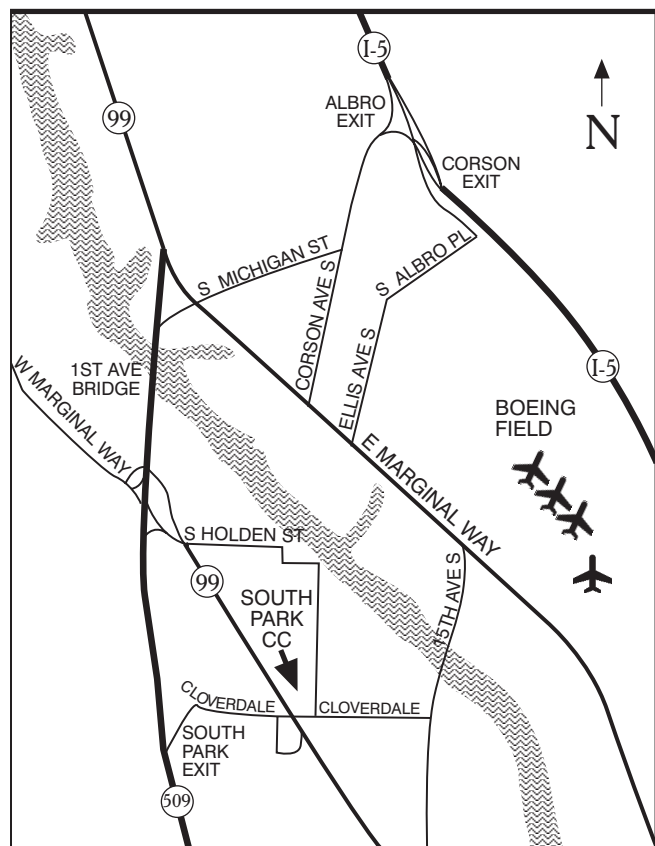 I-5
99
ALBRO
EXIT
N
CORSON
EXIT
S MICHIGAN ST
S ALBRO PL
CORSON AVE S
ELLIS AVE S
1ST AVE
BRIDGE
W MARGINAL WAY
I-5
BOEING
FIELD
E MARGINAL WAY
S HOLDEN ST
99
SOUTH
PARK
CC
15TH AVE S
CLOVERDALE
CLOVERDALE
SOUTH
PARK
EXIT
509